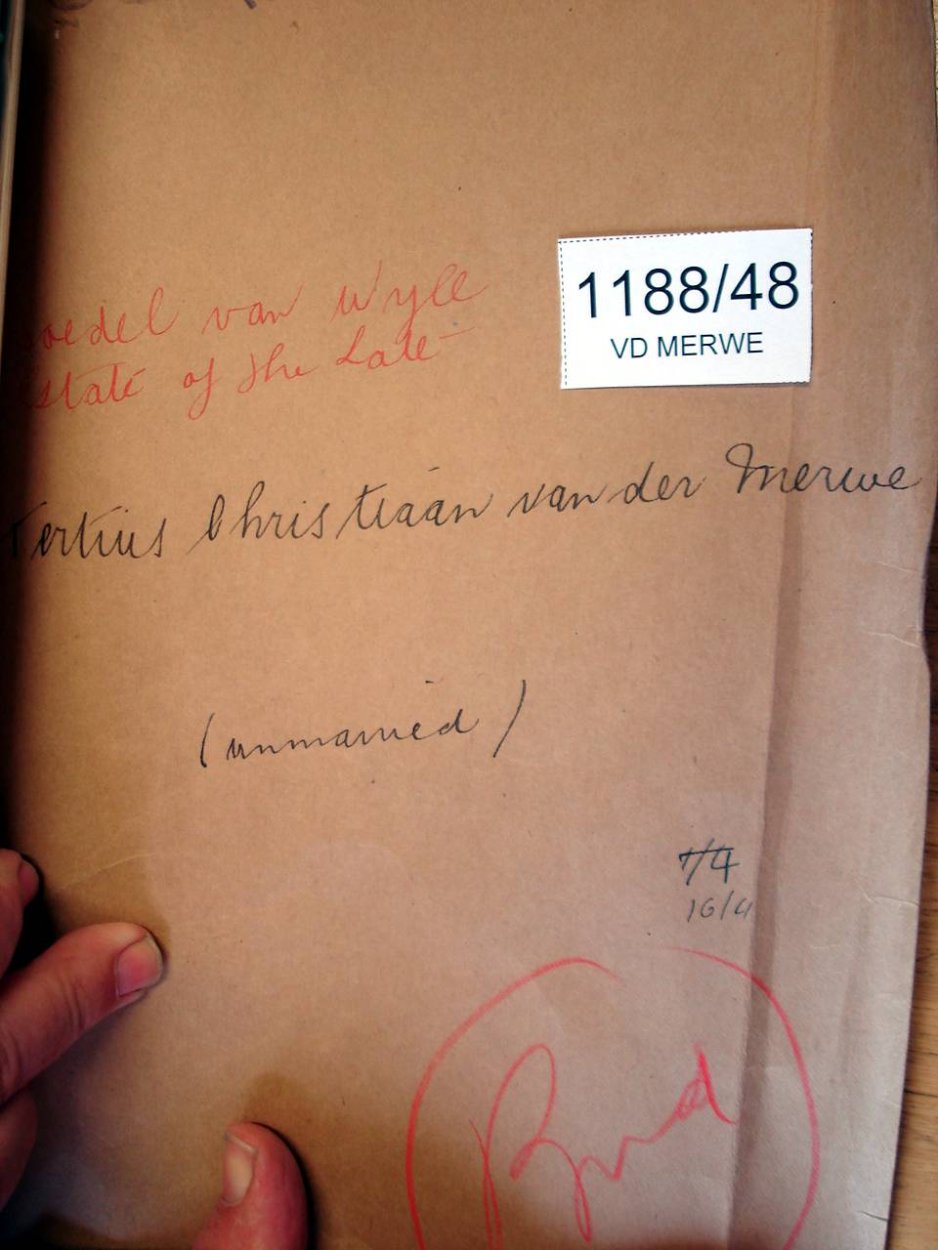 1188/48
VD MERWE
oedel van Wyle
state of the Late
Tertius Christiaan van der Merwe
(unmarried)
7/4
16/4